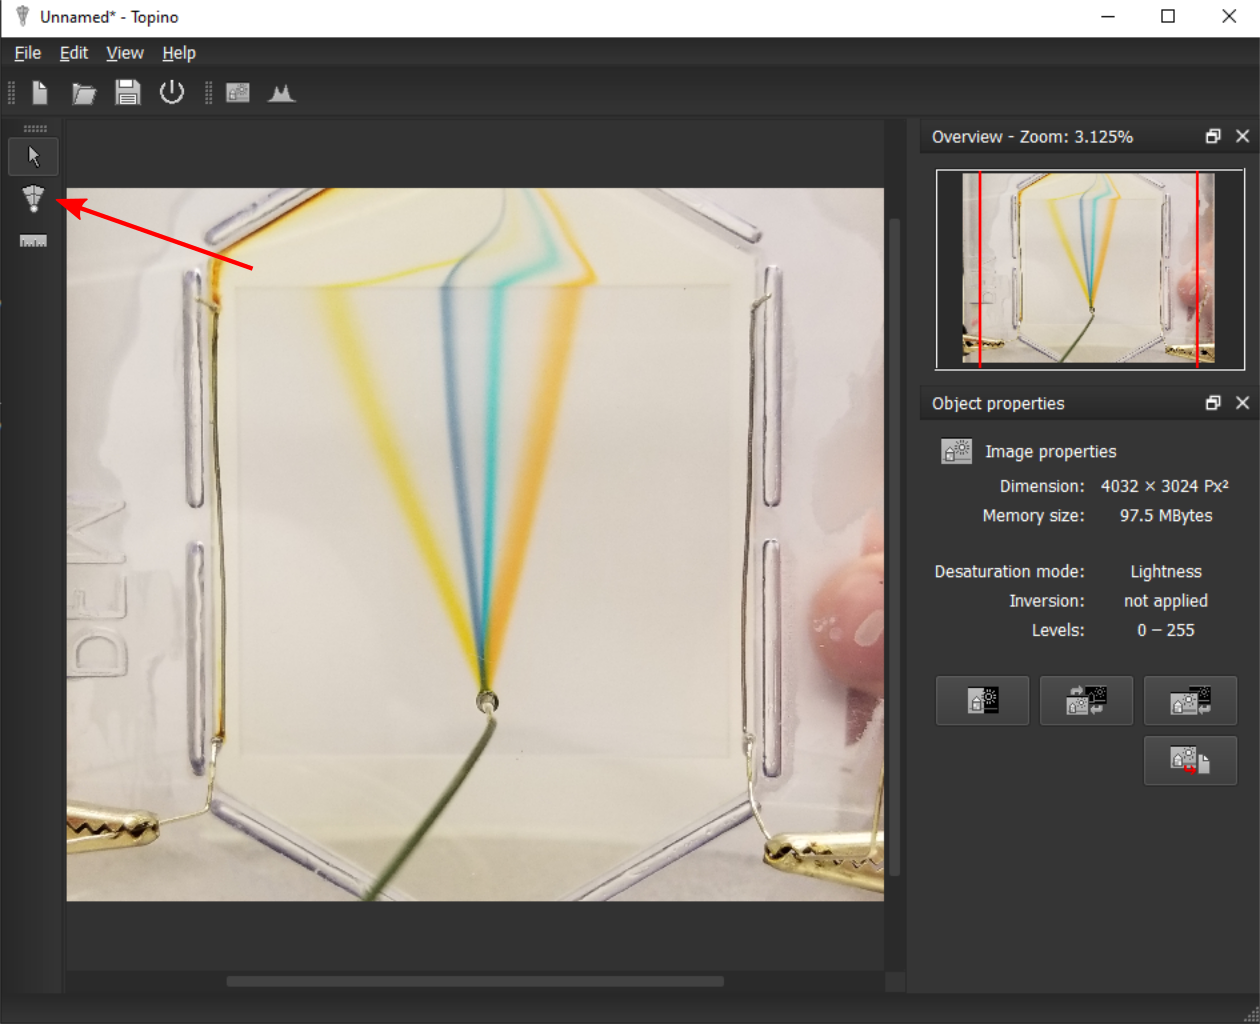 Unnamed* - Topino
File Edit View Help
Overview - Zoom: 3.125%
Object properties
Image properties
Dimension: 4032 × 3024 Px²
Memory size: 97.5 MBytes
Desaturation mode: Lightness
Inversion: not applied
Levels: 0 – 255
DEN